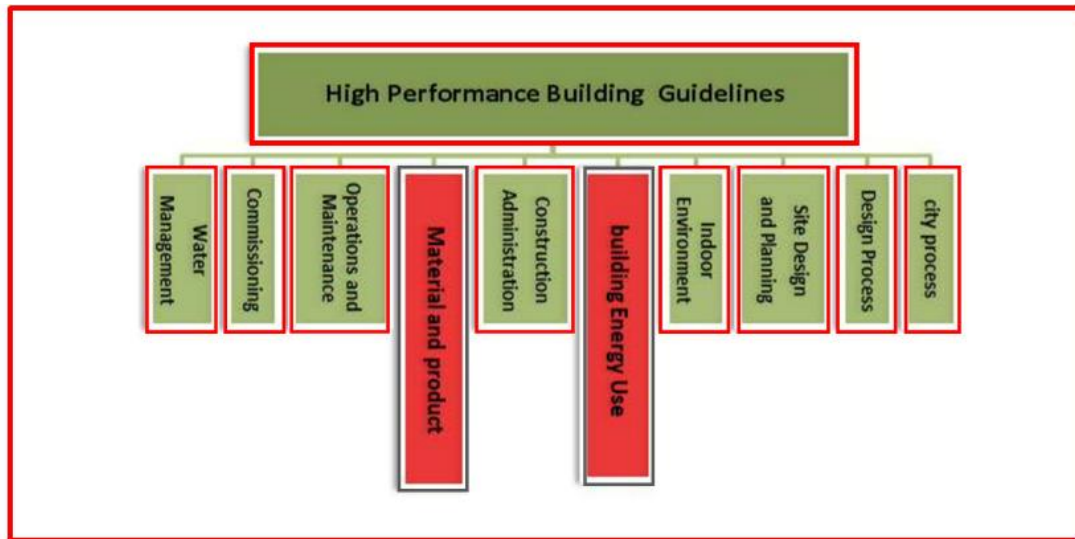 High Performance Building Guidelines
Water
Management
Commissioning
Operations and
Maintenance
Material and product
Construction
Administration
building Energy Use
Indoor
Environment
Site Design
and Planning
Design Process
city process